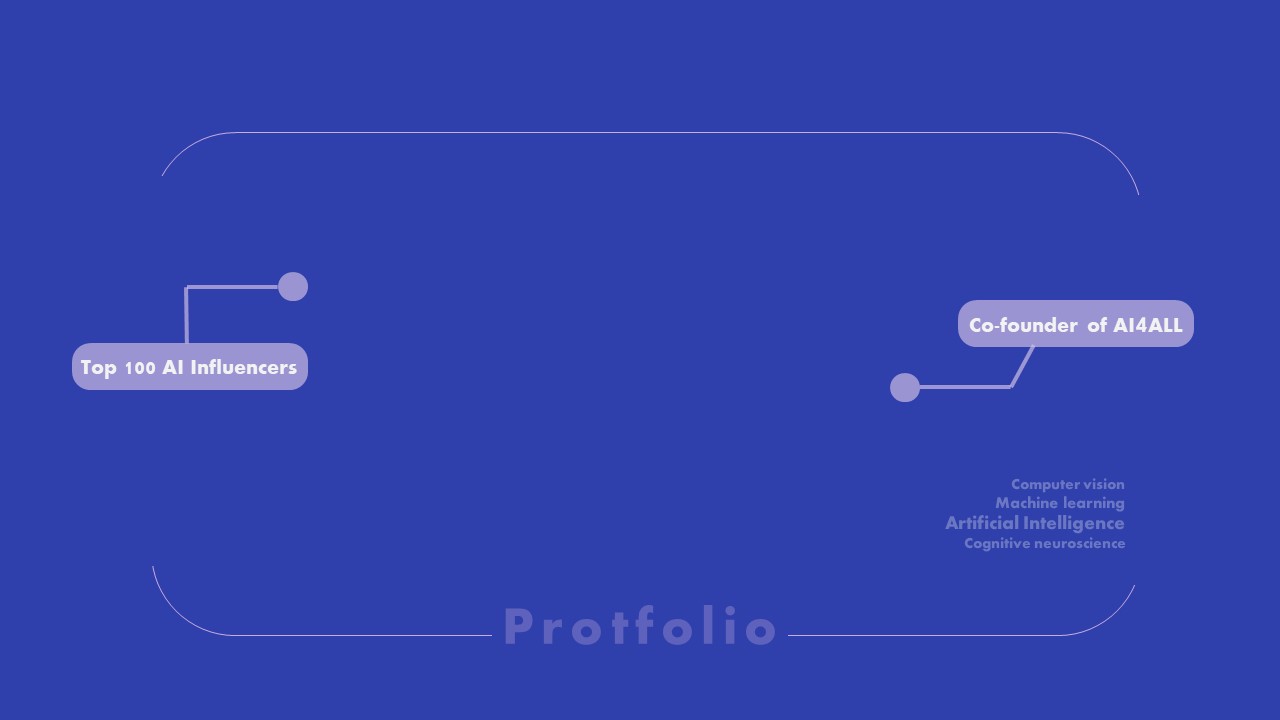 Top 100 AI Influencers
Co-founder of AI4ALL
Computer vision
Machine learning
Artificial Intelligence
Cognitive neuroscience
Protfolio